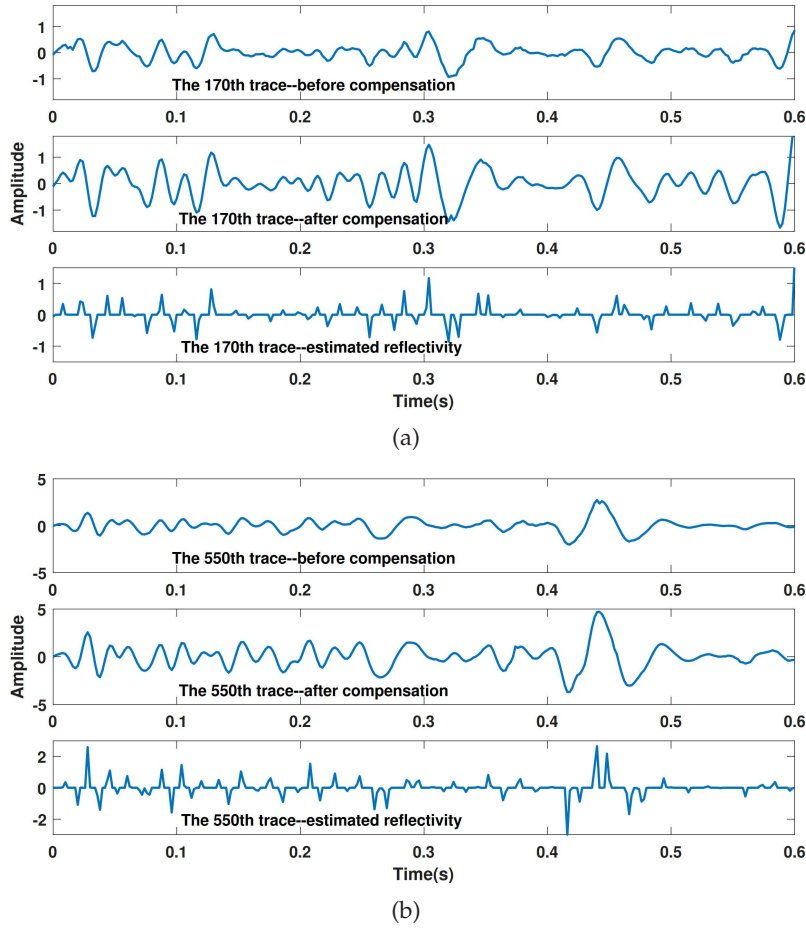 1
0
-1
The 170th trace--before compensation
0 0.1 0.2 0.3 0.4 0.5 0.6
Amplitude
1
0
-1
The 170th trace--after compensation
0 0.1 0.2 0.3 0.4 0.5 0.6
1
0
-1
The 170th trace--estimated reflectivity
0 0.1 0.2 0.3 0.4 0.5 0.6
Time(s)
(a)
5
0
-5
The 550th trace--before compensation
0 0.1 0.2 0.3 0.4 0.5 0.6
Amplitude
5
0
-5
The 550th trace--after compensation
0 0.1 0.2 0.3 0.4 0.5 0.6
2
0
-2
The 550th trace--estimated reflectivity
0 0.1 0.2 0.3 0.4 0.5 0.6
Time(s)
(b)